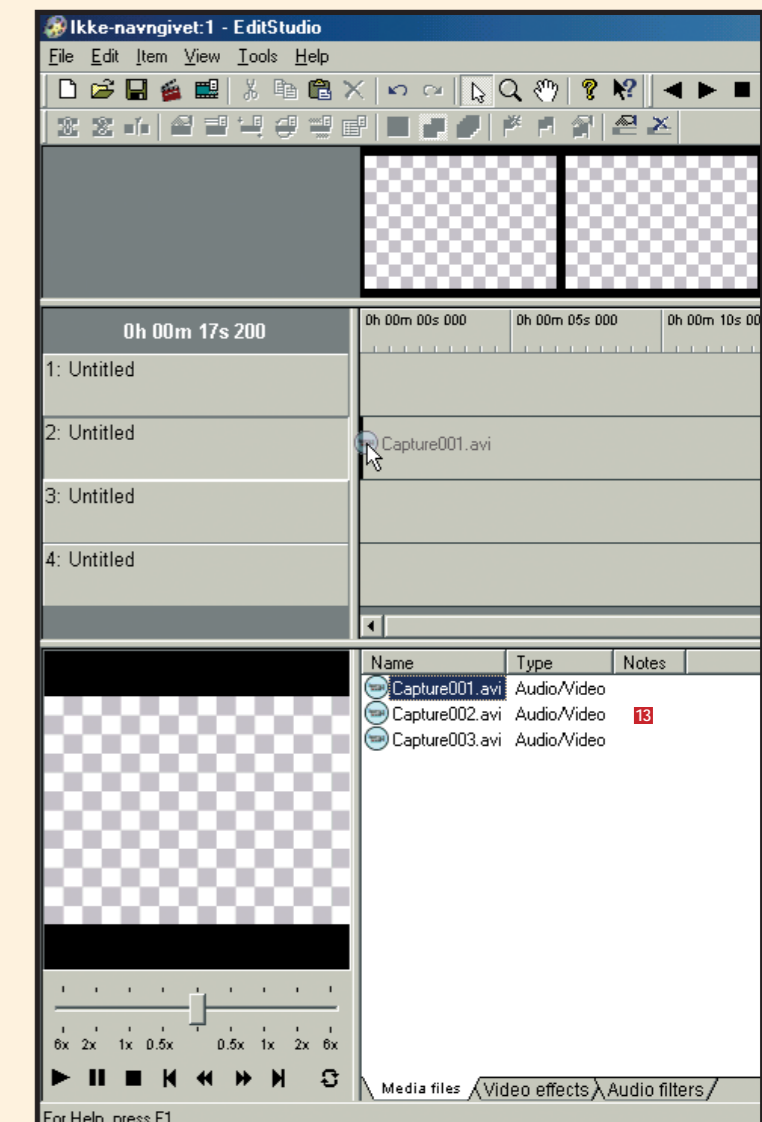 Ikke-navngivet:1 - EditStudio
File Edit Item View Tools Help
0h 00m 17s 200
0h 00m 00s 000 0h 00m 05s 000 0h 00m 10s 00
1: Untitled
2: Untitled
Capture001.avi
3: Untitled
4: Untitled
Name Type Notes
Capture001.avi Audio/Video
Capture002.avi Audio/Video 13
Capture003.avi Audio/Video
6x 2x 1x 0.5x 0.5x 1x 2x 6x
Media files Video effects Audio filters
For Help, press F1